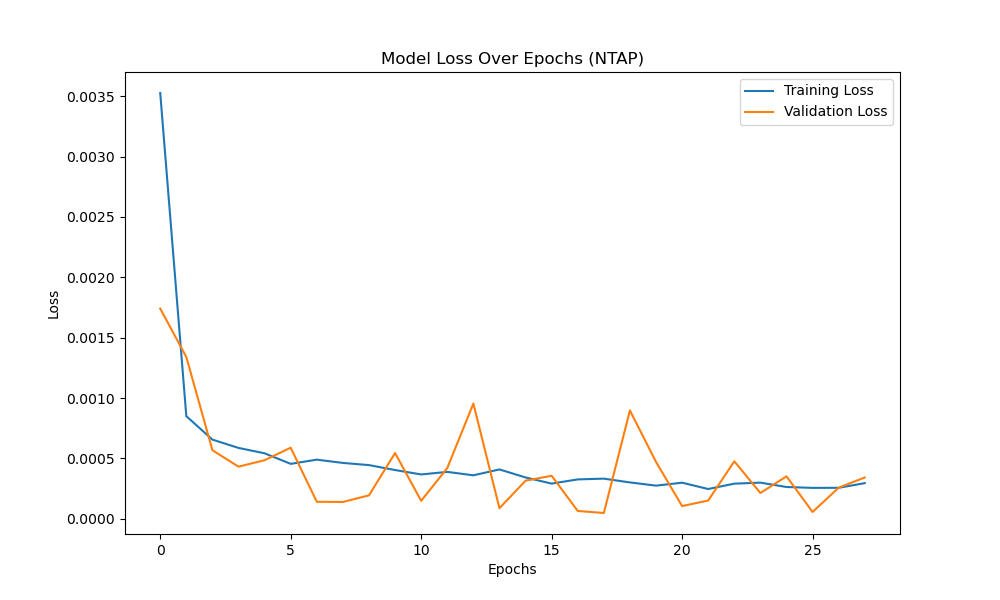 Model Loss Over Epochs (NTAP)
Training Loss
Validation Loss
0.0035
0.0030
0.0025
0.0020
0.0015
0.0010
0.0005
0.0000
Loss
0 5 10 15 20 25
Epochs